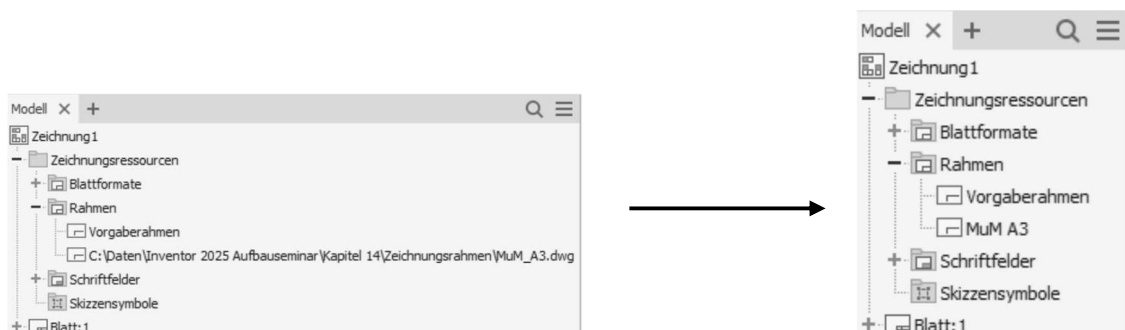 Modell
Zeichnung1
Zeichnungsressourcen
Blattformate
Rahmen
Vorgaberahmen
C:\Daten\Inventor 2025 Aufbauseminar\Kapitel 14\Zeichnungsrahmen\MuM_A3.dwg
Schriftfelder
Skizzensymbole
Blatt:1
Modell
Zeichnung1
Zeichnungsressourcen
Blattformate
Rahmen
Vorgaberahmen
MuM A3
Schriftfelder
Skizzensymbole
Blatt:1